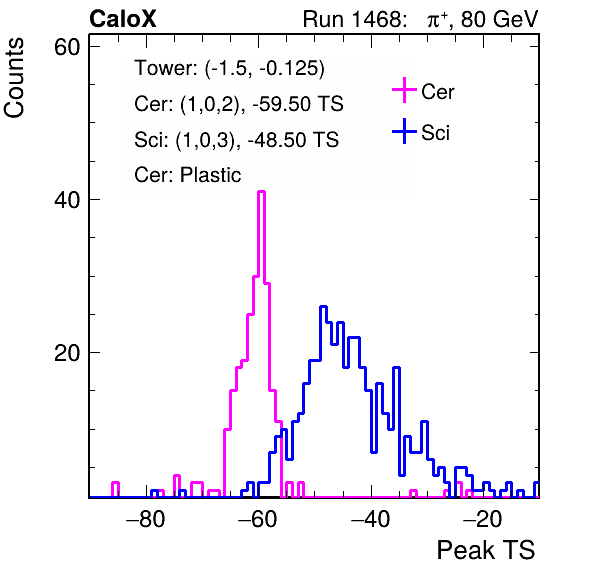 CaloX Run 1468: π⁺, 80 GeV
Counts
60
40
20
Tower: (-1.5, -0.125)
Cer: (1,0,2), -59.50 TS
Sci: (1,0,3), -48.50 TS
Cer: Plastic
Cer
Sci
−80 −60 −40 −20
Peak TS